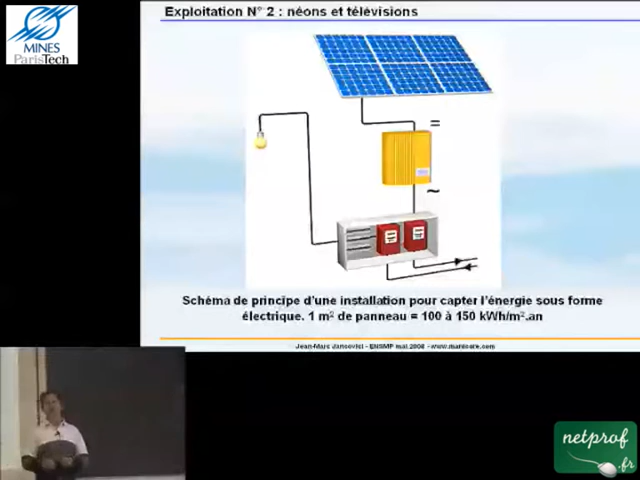 Exploitation N° 2 : néons et télévisions
MINES
ParisTech
=
~
Schéma de principe d'une installation pour capter l'énergie sous forme
électrique. 1 m² de panneau = 100 à 150 kWh/m².an
Jean-Marc Jancovici - ENSMP mai 2008 - www.manicore.com
netprof
.fr